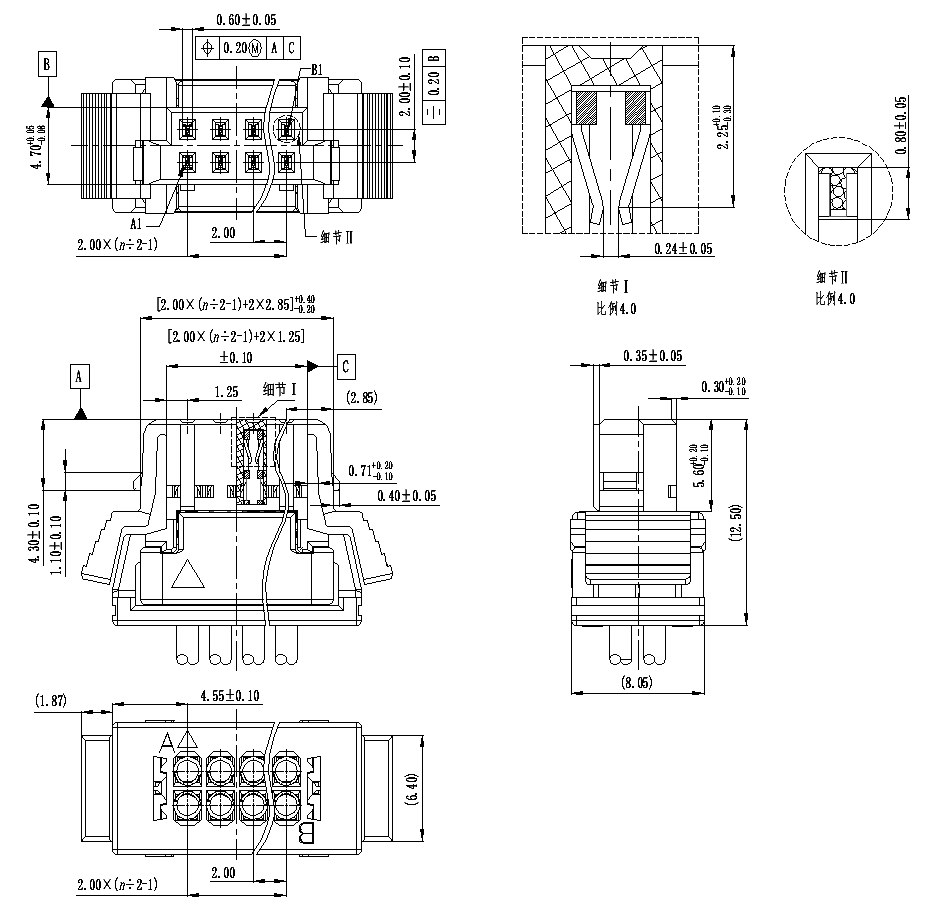 0.60±0.05
⌖ 0.20Ⓜ A C
B
B1
2.00±0.10
0.20 B
4.70+0.05 -0.08
A1
2.00
2.00×(n÷2-1)
细节Ⅱ
2.25+0.10 -0.30
0.24±0.05
细节Ⅰ
比例4.0
0.80±0.05
细节Ⅱ
比例4.0
[2.00×(n÷2-1)+2×2.85]+0.40 -0.20
[2.00×(n÷2-1)+2×1.25]
±0.10
C
A
1.25
细节Ⅰ
(2.85)
0.71+0.20 -0.10
0.40±0.05
4.30±0.10
1.10±0.10
0.35±0.05
0.30+0.20 -0.10
5.60+0.20 -0.10
(12.50)
(8.05)
(1.87)
4.55±0.10
A
B
(6.40)
2.00
2.00×(n÷2-1)